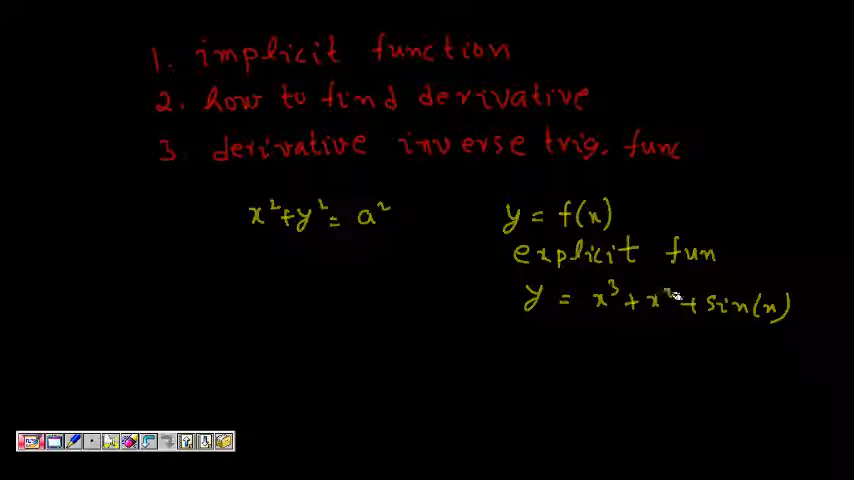 1. implicit function
2. how to find derivative
3. derivative inverse trig. func
x²+y²= a²
y = f(x)
explicit fun
y = x³+x²+sin(x)